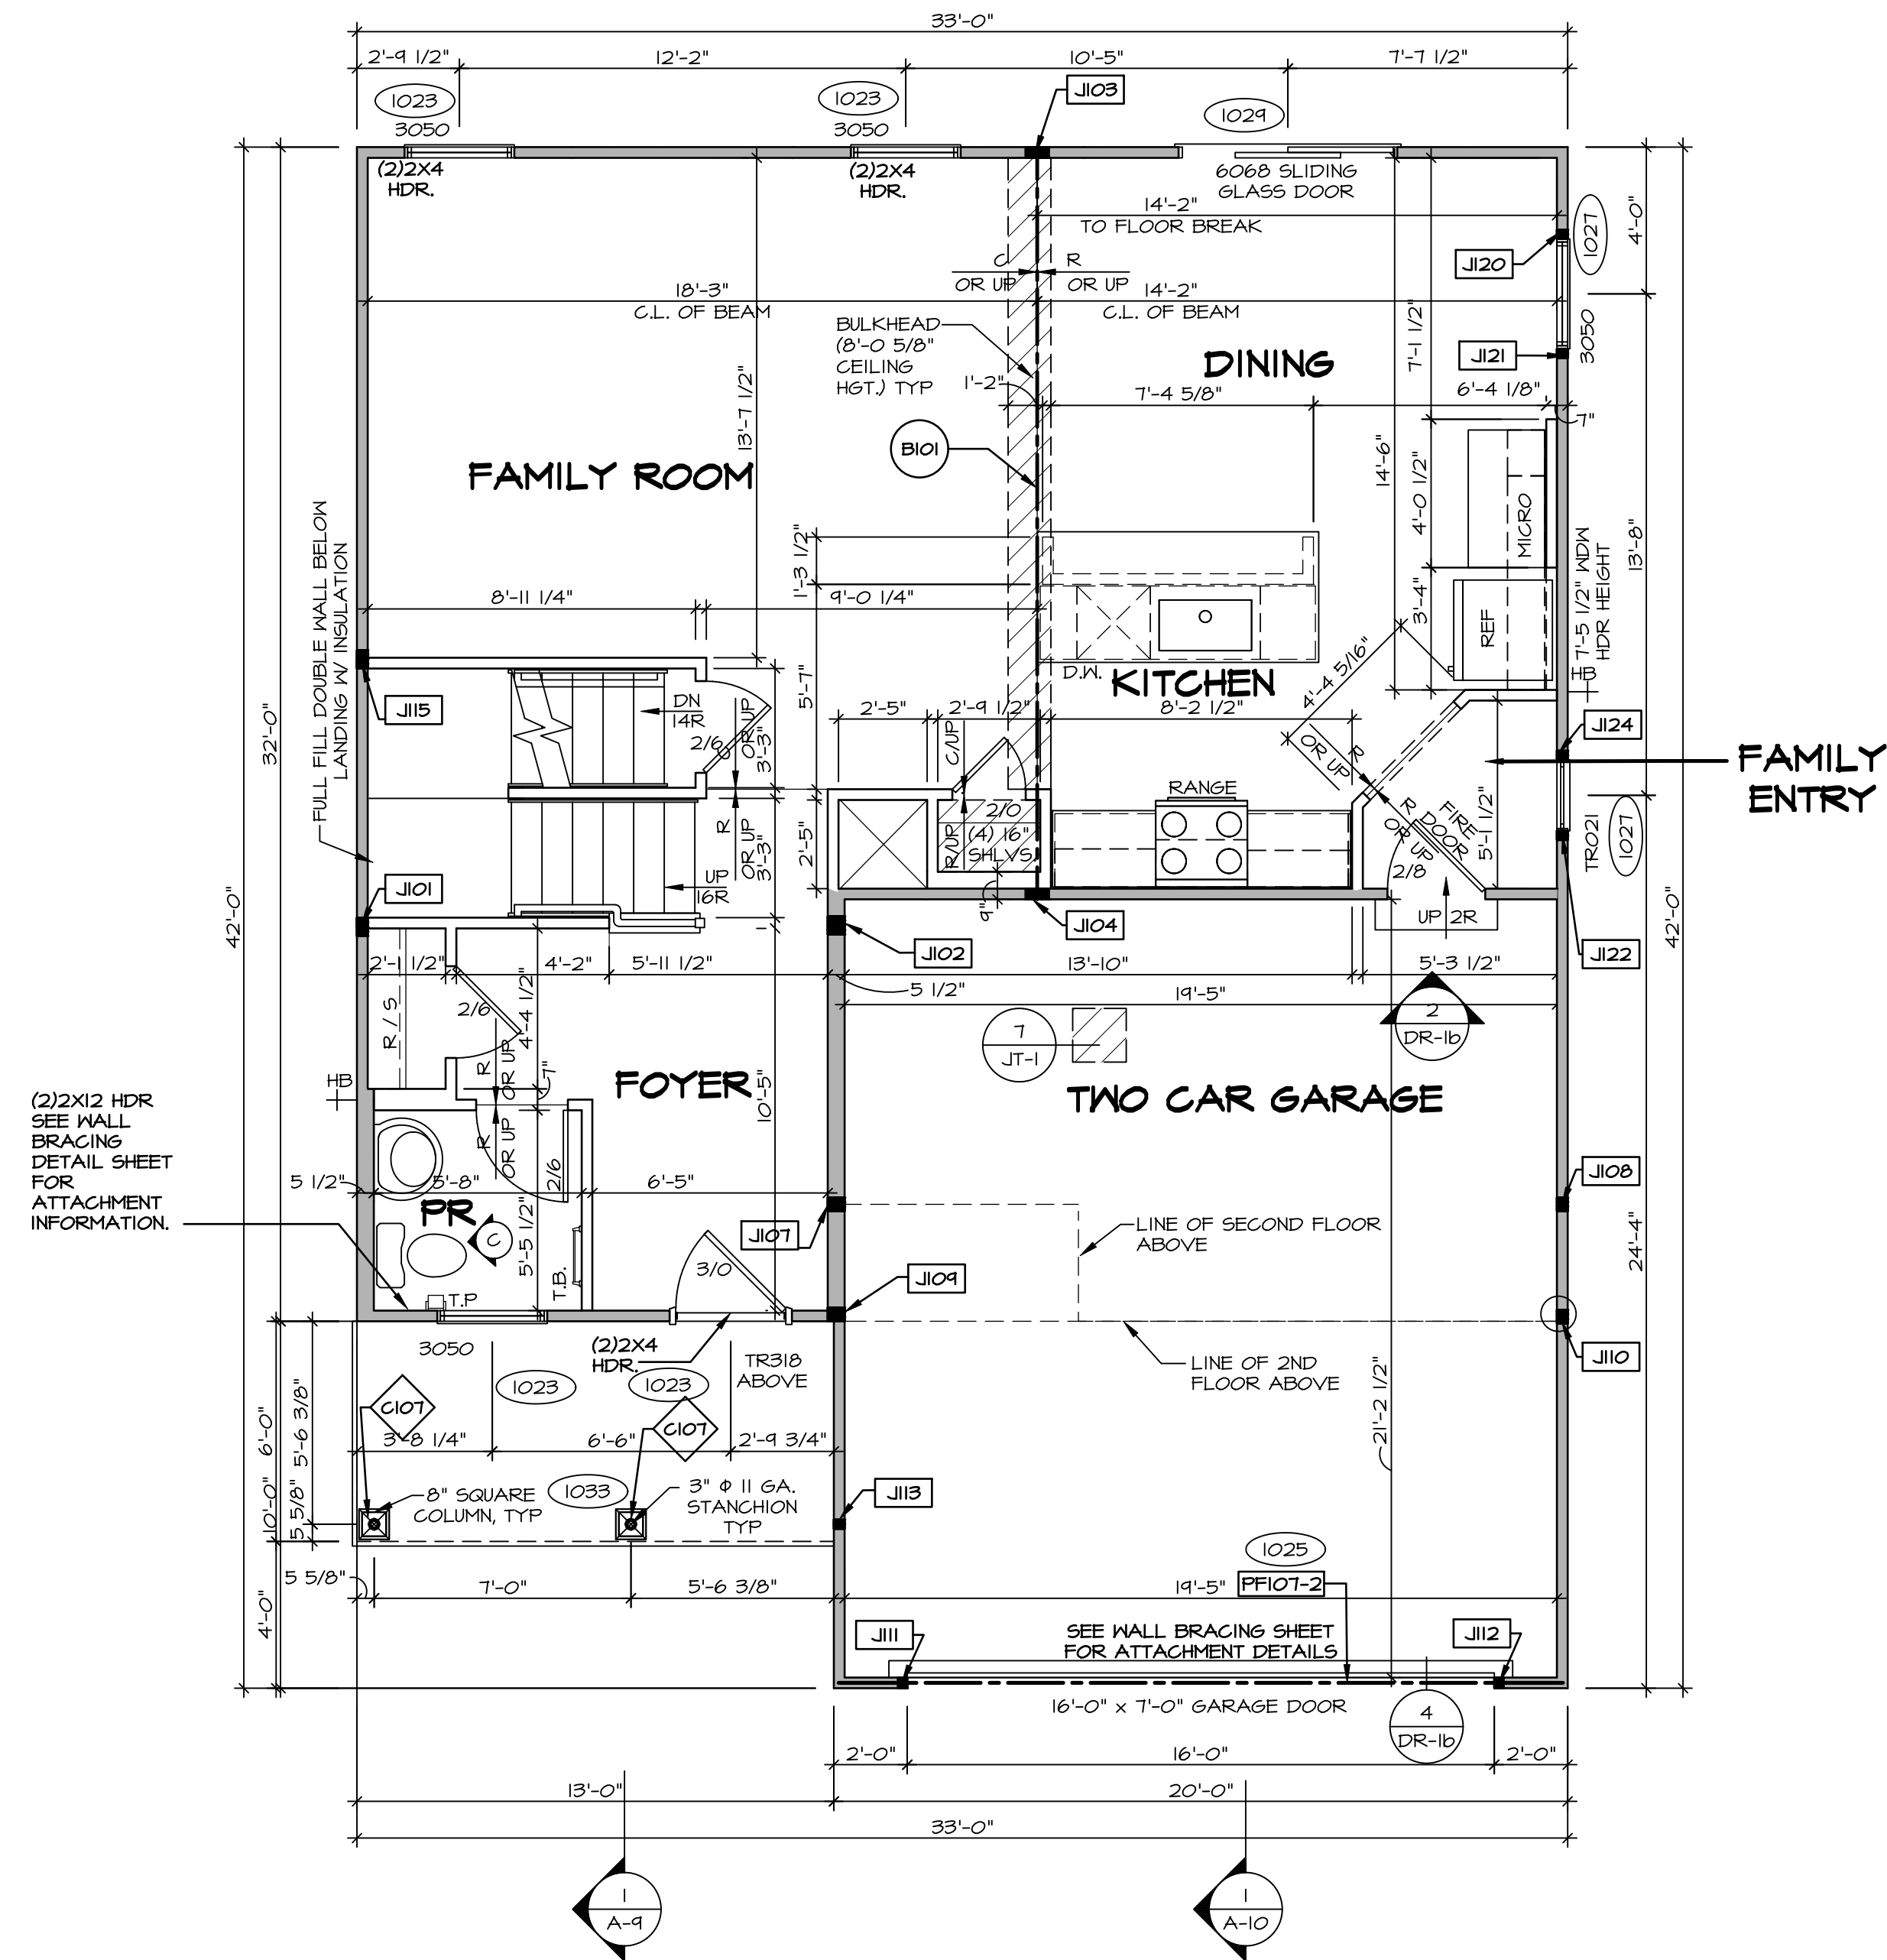 33'-0"
2'-9 1/2"
12'-2"
10'-5"
7'-7 1/2"
1023
1023
J103
1029
3050
3050
(2)2X4
HDR.
(2)2X4
HDR.
6068 SLIDING
GLASS DOOR
14'-2"
TO FLOOR BREAK
1027
4'-0"
J120
C
OR UP
R
OR UP
18'-3"
C.L. OF BEAM
14'-2"
C.L. OF BEAM
BULKHEAD
(8'-0 5/8"
CEILING
HGT.) TYP
1'-2"
DINING
7'-1 1/2"
J121
3050
7'-4 5/8"
6'-4 1/8"
7"
13'-7 1/2"
B101
FAMILY ROOM
14'-6"
4'-0 1/2"
MICRO
13'-8"
FULL FILL DOUBLE WALL BELOW
LANDING W/ INSULATION
7'-5 1/2" MDW
HDR HEIGHT
1'-3 1/2"
8'-11 1/4"
9'-0 1/4"
3'-4"
REF
HB
D.W.
KITCHEN
4'-4 5/16"
5'-7"
J115
DN
14R
2/6
C
OR UP
3'-3"
2'-5"
2'-9 1/2"
C/UP
8'-2 1/2"
R
OR UP
J124
FAMILY
ENTRY
32'-0"
RANGE
R
OR UP
FIRE
DOOR
5'-1 1/2"
2/8
TR021
1027
R
OR UP
3'-3"
2'-5"
R/UP
2/0
(4) 16"
SHLVS.
9"
UP
16R
J101
42'-0"
42'-0"
J102
J104
UP 2R
J122
2'-1 1/2"
4'-2"
5'-11 1/2"
13'-10"
5'-3 1/2"
5 1/2"
19'-5"
R / S
2/6
4'-4 1/2"
7
JT-1
2
DR-1b
HB
R
OR UP
7"
FOYER
10'-5"
TWO CAR GARAGE
(2)2X12 HDR
SEE WALL
BRACING
DETAIL SHEET
FOR
ATTACHMENT
INFORMATION.
R
OR UP
2/6
5 1/2"
5'-8"
6'-5"
J108
PR
C
5'-5 1/2"
T.B.
T.P
J107
LINE OF SECOND FLOOR
ABOVE
24'-4"
3/0
J109
J110
3050
(2)2X4
HDR.
TR318
ABOVE
1023
1023
LINE OF 2ND
FLOOR ABOVE
C107
C107
21'-2 1/2"
6'-0"
5'-6 3/8"
3'-8 1/4"
6'-6"
2'-9 3/4"
10'-0"
5 5/8"
8" SQUARE
COLUMN, TYP
1033
3" Φ 11 GA.
STANCHION
TYP
J113
1025
PF107-2
5 5/8"
7'-0"
5'-6 3/8"
19'-5"
4'-0"
J111
SEE WALL BRACING SHEET
FOR ATTACHMENT DETAILS
J112
16'-0" x 7'-0" GARAGE DOOR
4
DR-1b
2'-0"
16'-0"
2'-0"
13'-0"
20'-0"
33'-0"
1
A-9
1
A-10